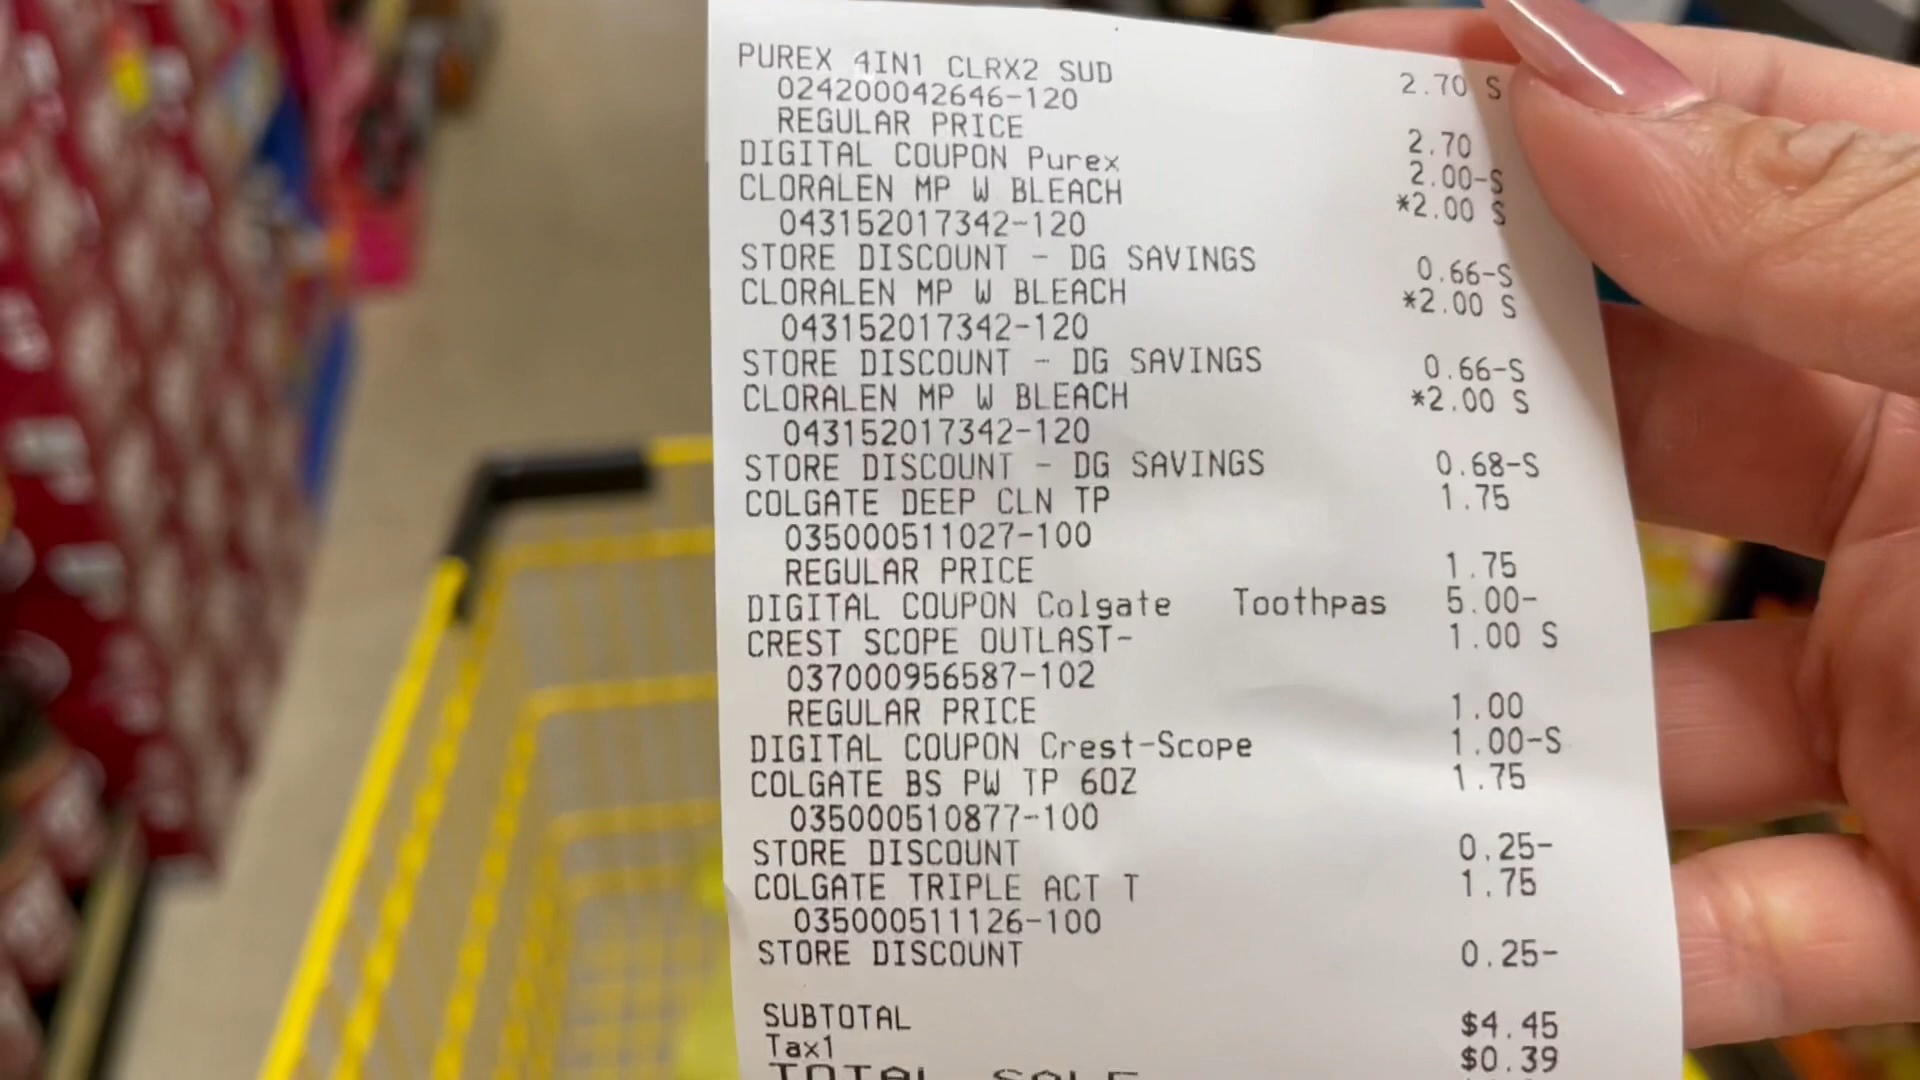 PUREX 4IN1 CLRX2 SUD 2.70 S
024200042646-120
REGULAR PRICE 2.70
DIGITAL COUPON Purex 2.00-S
CLORALEN MP W BLEACH *2.00 S
043152017342-120
STORE DISCOUNT - DG SAVINGS 0.66-S
CLORALEN MP W BLEACH *2.00 S
043152017342-120
STORE DISCOUNT - DG SAVINGS 0.66-S
CLORALEN MP W BLEACH *2.00 S
043152017342-120
STORE DISCOUNT - DG SAVINGS 0.68-S
COLGATE DEEP CLN TP 1.75
035000511027-100
REGULAR PRICE 1.75
DIGITAL COUPON Colgate Toothpas 5.00-
CREST SCOPE OUTLAST- 1.00 S
037000956587-102
REGULAR PRICE 1.00
DIGITAL COUPON Crest-Scope 1.00-S
COLGATE BS PW TP 6OZ 1.75
035000510877-100
STORE DISCOUNT 0.25-
COLGATE TRIPLE ACT T 1.75
035000511126-100
STORE DISCOUNT 0.25-
SUBTOTAL $4.45
Tax1 $0.39
TOTAL SALE